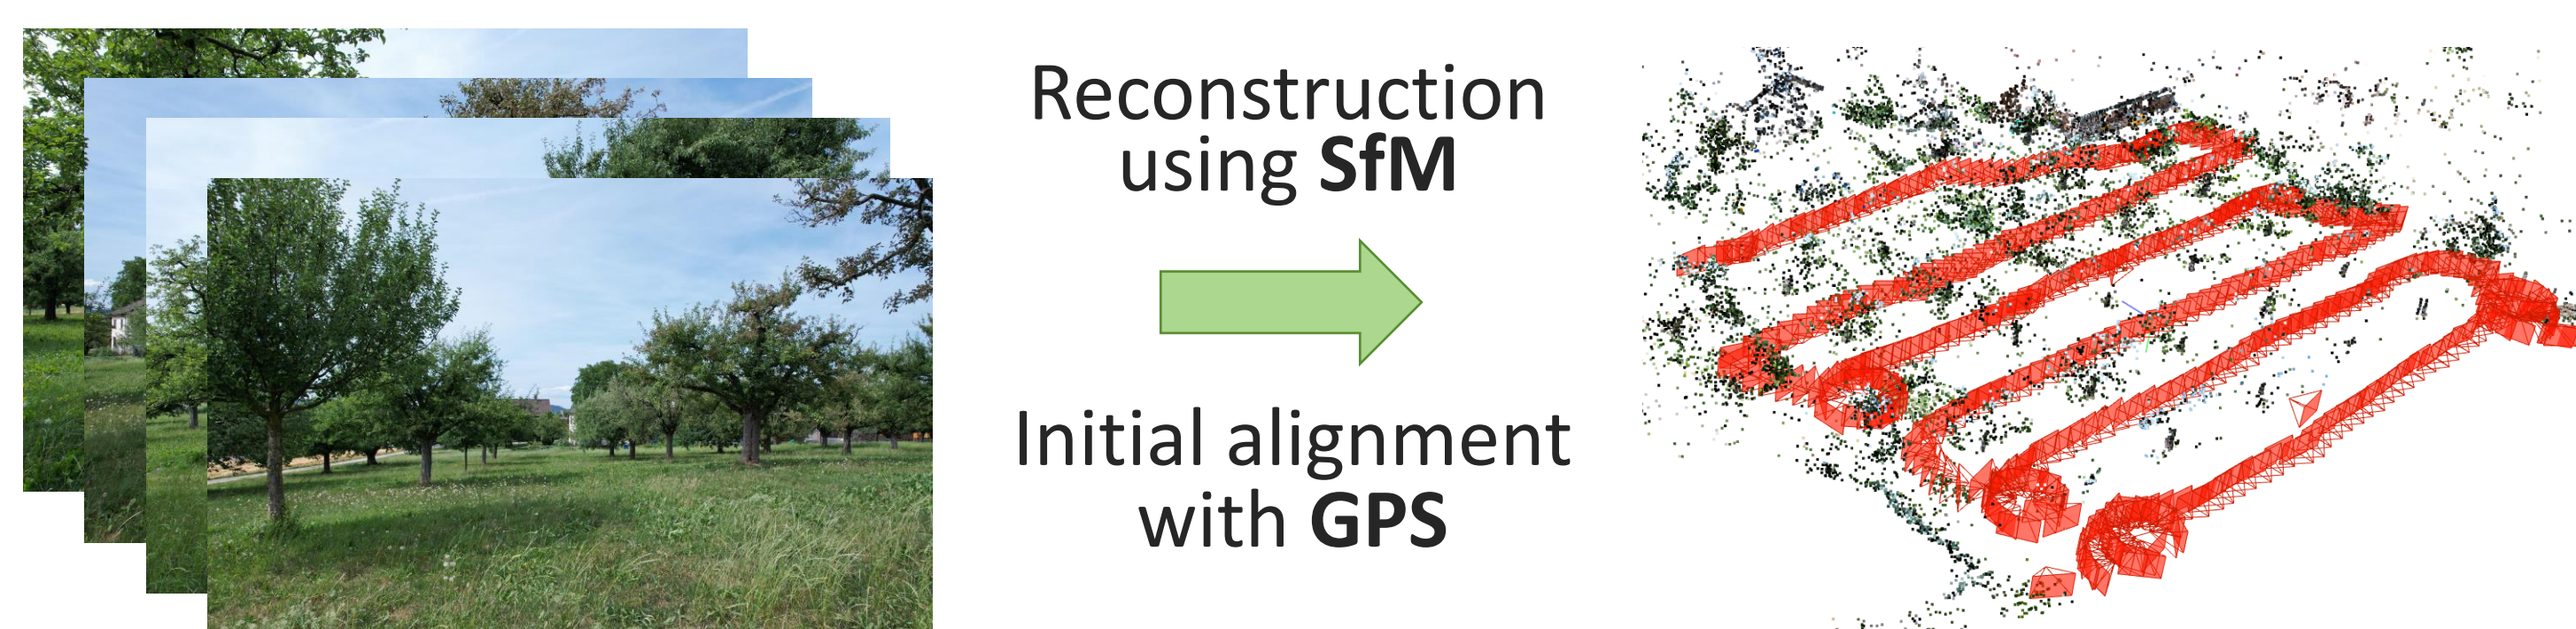 Reconstruction
using SfM
Initial alignment
with GPS